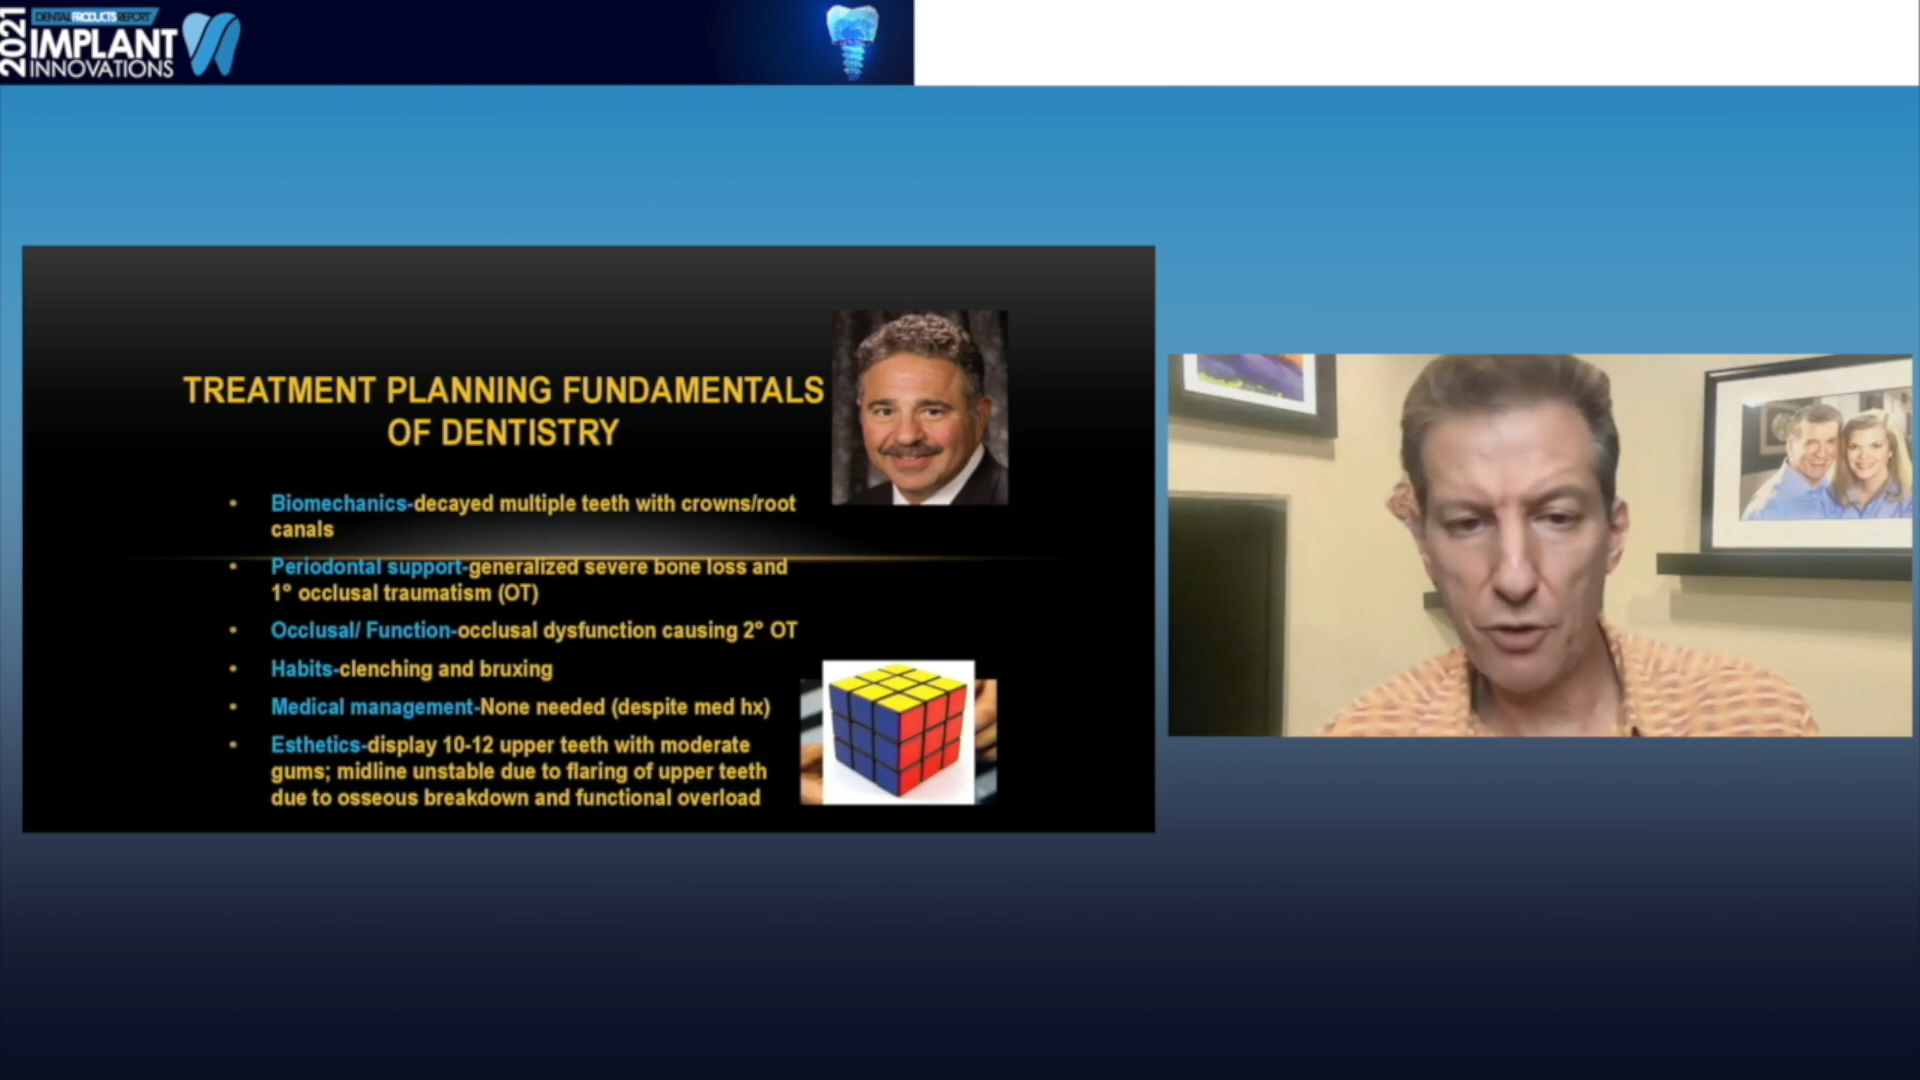 2021
DENTAL PRODUCTS REPORT
IMPLANT
INNOVATIONS
TREATMENT PLANNING FUNDAMENTALS
OF DENTISTRY
• Biomechanics-decayed multiple teeth with crowns/root
canals
• Periodontal support-generalized severe bone loss and
1° occlusal traumatism (OT)
• Occlusal/ Function-occlusal dysfunction causing 2° OT
• Habits-clenching and bruxing
• Medical management-None needed (despite med hx)
• Esthetics-display 10-12 upper teeth with moderate
gums; midline unstable due to flaring of upper teeth
due to osseous breakdown and functional overload